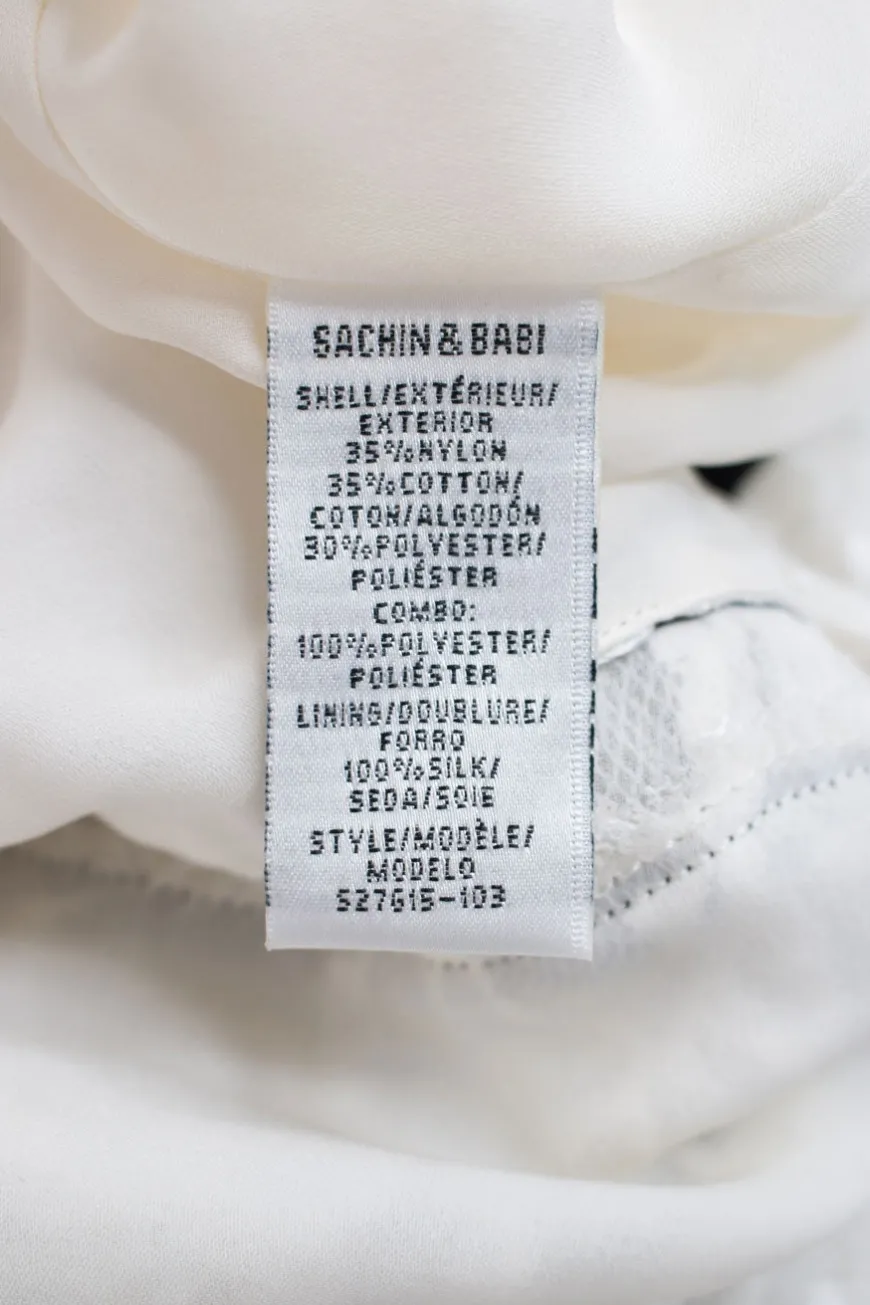 SACHIN & BABI
SHELL/EXTÉRIEUR/
EXTERIOR
35%NYLON
35%COTTON/
COTON/ALGODÓN
30%POLYESTER/
POLIÉSTER
COMBO:
100%POLYESTER/
POLIÉSTER
LINING/DOUBLURE/
FORRO
100%SILK/
SEDA/SOIE
STYLE/MODÈLE/
MODELO
S27615-103